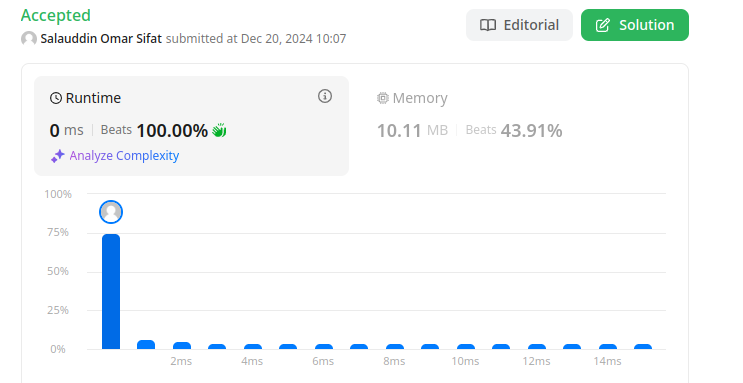 Accepted
Salauddin Omar Sifat submitted at Dec 20, 2024 10:07
Editorial
Solution
Runtime
0 ms Beats 100.00%
Analyze Complexity
Memory
10.11 MB Beats 43.91%
100%
75%
50%
25%
0%
2ms 4ms 6ms 8ms 10ms 12ms 14ms